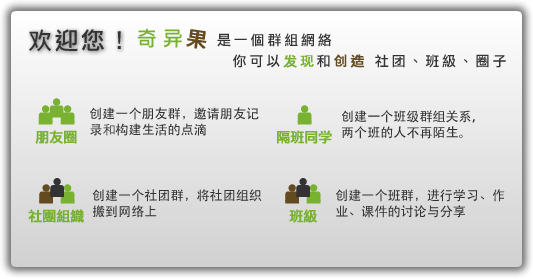 欢迎您！奇异果 是一個群組網絡
你可以发现和创造 社团、班級、圈子
朋友圈
创建一个朋友群，邀请朋友记
录和构建生活的点滴
隔班同学
创建一个班级群组关系，
两个班的人不再陌生。
社團組織
创建一个社团群，将社团组织
搬到网络上
班級
创建一个班群，进行学习、作
业、课件的讨论与分享